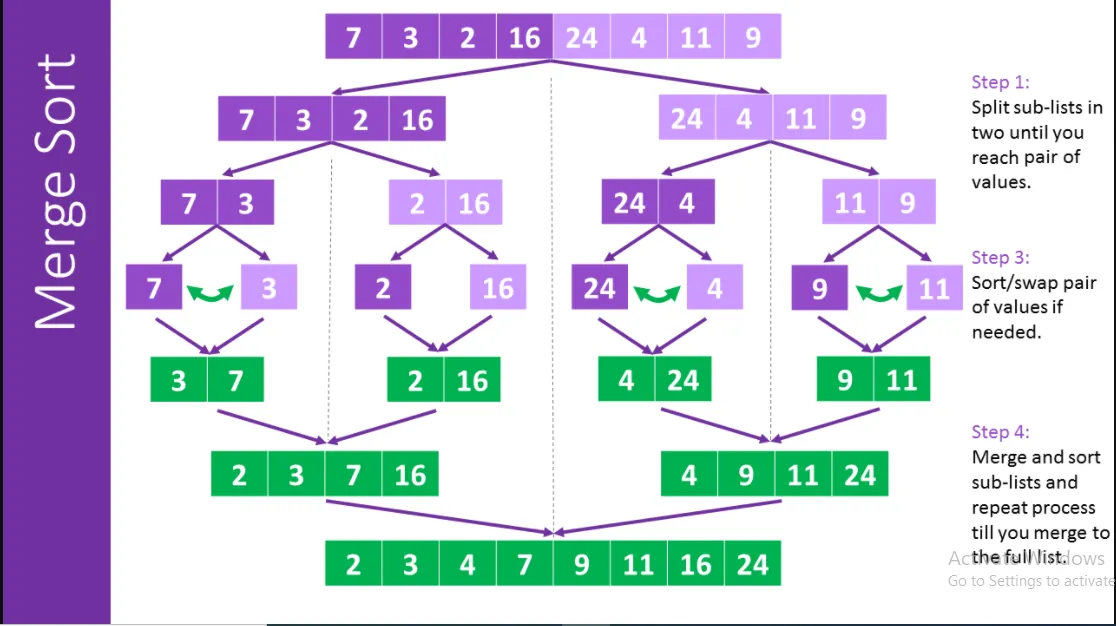 Merge Sort
7 3 2 16 24 4 11 9
7 3 2 16
24 4 11 9
7 3
2 16
24 4
11 9
7
3
2
16
24
4
9
11
3 7
2 16
4 24
9 11
2 3 7 16
4 9 11 24
2 3 4 7 9 11 16 24
Step 1:
Split sub-lists in
two until you
reach pair of
values.
Step 3:
Sort/swap pair
of values if
needed.
Step 4:
Merge and sort
sub-lists and
repeat process
till you merge to
the full list.
Activate Windows
Go to Settings to activate